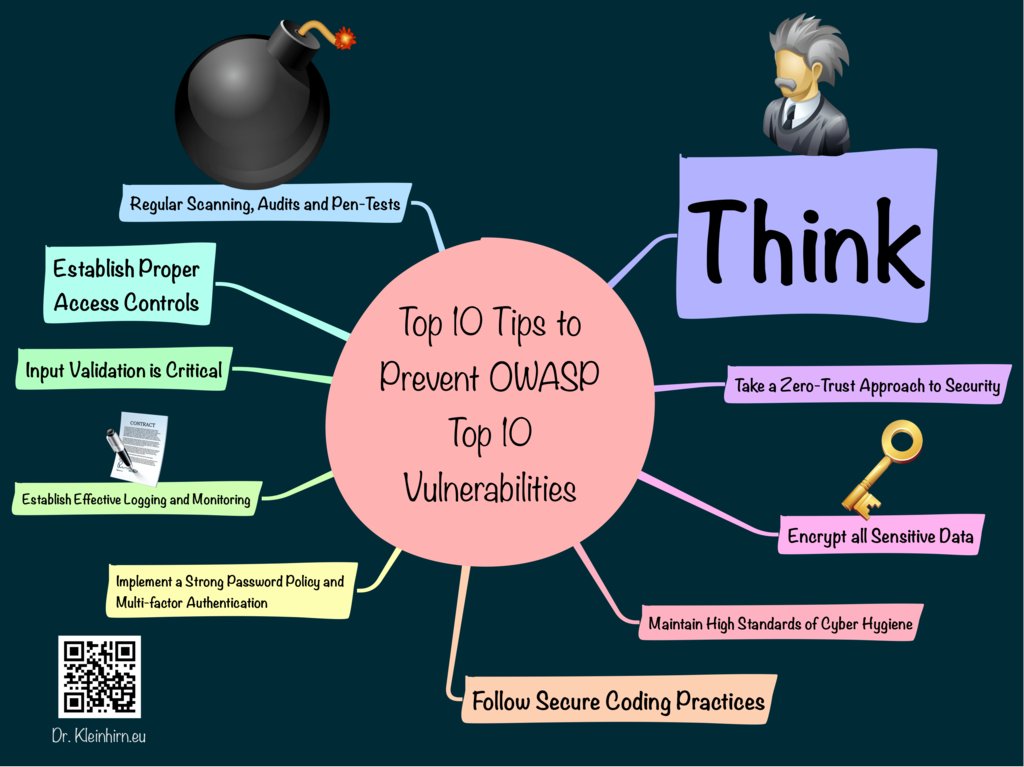 Top 10 Tips to
Prevent OWASP
Top 10
Vulnerabilities
Think
Take a Zero-Trust Approach to Security
Encrypt all Sensitive Data
Maintain High Standards of Cyber Hygiene
Follow Secure Coding Practices
Implement a Strong Password Policy and
Multi-factor Authentication
CONTRACT
Establish Effective Logging and Monitoring
Input Validation is Critical
Establish Proper
Access Controls
Regular Scanning, Audits and Pen-Tests
Dr. Kleinhirn.eu